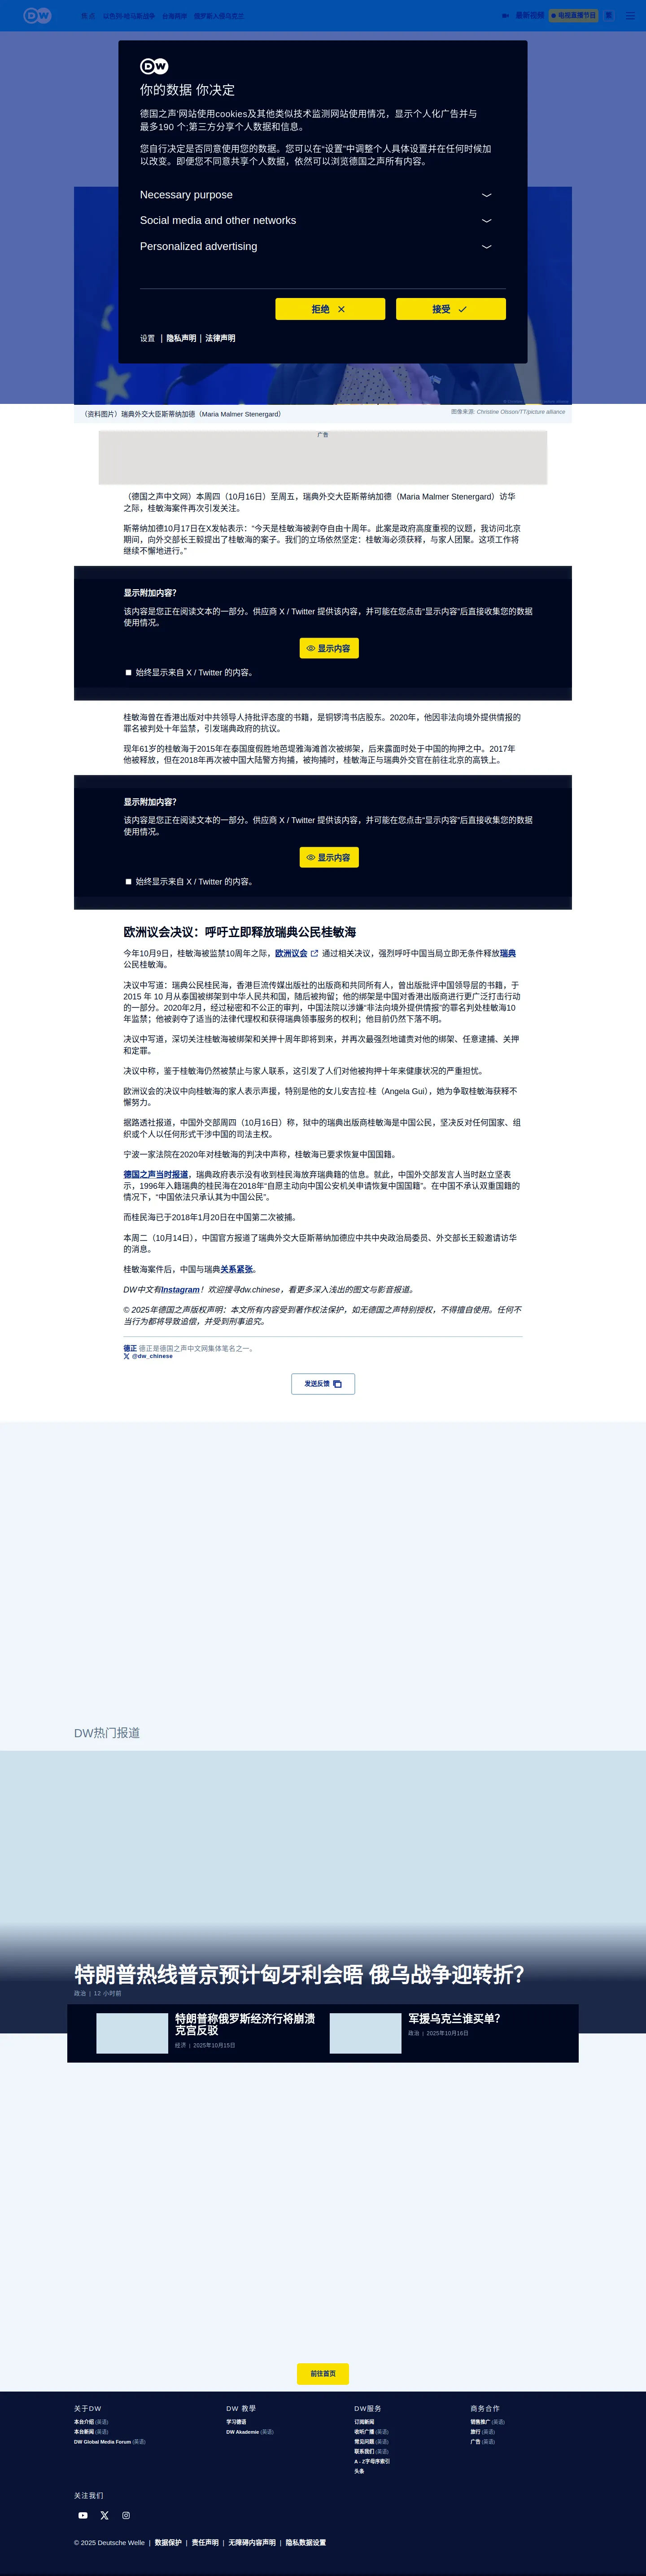 DW
热点 以色列-哈马斯战争 台海两岸 俄罗斯入侵乌克兰
最新视频
电视直播节目
繁
DW
你的数据 你决定
德国之声'网站使用cookies及其他类似技术监测网站使用情况，显示个人化广告并与
最多190 个;第三方分享个人数据和信息。
您自行决定是否同意使用您的数据。您可以在“设置”中调整个人具体设置并在任何时候加
以改变。即便您不同意共享个人数据，依然可以浏览德国之声所有内容。
Necessary purpose
Social media and other networks
Personalized advertising
拒绝
接受
设置 | 隐私声明 | 法律声明
（资料图片）瑞典外交大臣斯蒂纳加德（Maria Malmer Stenergard）
图像来源: Christine Olsson/TT/picture alliance
广告
（德国之声中文网）本周四（10月16日）至周五，瑞典外交大臣斯蒂纳加德（Maria Malmer Stenergard）访华
之际，桂敏海案件再次引发关注。
斯蒂纳加德10月17日在X发帖表示：“今天是桂敏海被剥夺自由十周年。此案是政府高度重视的议题，我访问北京
期间，向外交部长王毅提出了桂敏海的案子。我们的立场依然坚定：桂敏海必须获释，与家人团聚。这项工作将
继续不懈地进行。”
显示附加内容？
该内容是您正在阅读文本的一部分。供应商 X / Twitter 提供该内容，并可能在您点击“显示内容”后直接收集您的数据
使用情况。
显示内容
始终显示来自 X / Twitter 的内容。
桂敏海曾在香港出版对中共领导人持批评态度的书籍，是铜锣湾书店股东。2020年，他因非法向境外提供情报的
罪名被判处十年监禁，引发瑞典政府的抗议。
现年61岁的桂敏海于2015年在泰国度假胜地芭堤雅海滩首次被绑架，后来露面时处于中国的拘押之中。2017年
他被释放，但在2018年再次被中国大陆警方拘捕，被拘捕时，桂敏海正与瑞典外交官在前往北京的高铁上。
显示附加内容？
该内容是您正在阅读文本的一部分。供应商 X / Twitter 提供该内容，并可能在您点击“显示内容”后直接收集您的数据
使用情况。
显示内容
始终显示来自 X / Twitter 的内容。
欧洲议会决议：呼吁立即释放瑞典公民桂敏海
今年10月9日，桂敏海被监禁10周年之际，欧洲议会 通过相关决议，强烈呼吁中国当局立即无条件释放瑞典
公民桂敏海。
决议中写道：瑞典公民桂民海，香港巨流传媒出版社的出版商和共同所有人，曾出版批评中国领导层的书籍，于
2015 年 10 月从泰国被绑架到中华人民共和国，随后被拘留；他的绑架是中国对香港出版商进行更广泛打击行动
的一部分。2020年2月，经过秘密和不公正的审判，中国法院以涉嫌“非法向境外提供情报”的罪名判处桂敏海10
年监禁；他被剥夺了适当的法律代理权和获得瑞典领事服务的权利；他目前仍然下落不明。
决议中写道，深切关注桂敏海被绑架和关押十周年即将到来，并再次最强烈地谴责对他的绑架、任意逮捕、关押
和定罪。
决议中称，鉴于桂敏海仍然被禁止与家人联系，这引发了人们对他被拘押十年来健康状况的严重担忧。
欧洲议会的决议中向桂敏海的家人表示声援，特别是他的女儿安吉拉·桂（Angela Gui），她为争取桂敏海获释不
懈努力。
据路透社报道，中国外交部周四（10月16日）称，狱中的瑞典出版商桂敏海是中国公民，坚决反对任何国家、组
织或个人以任何形式干涉中国的司法主权。
宁波一家法院在2020年对桂敏海的判决中声称，桂敏海已要求恢复中国国籍。
德国之声当时报道，瑞典政府表示没有收到桂民海放弃瑞典籍的信息。就此，中国外交部发言人当时赵立坚表
示，1996年入籍瑞典的桂民海在2018年“自愿主动向中国公安机关申请恢复中国国籍”。在中国不承认双重国籍的
情况下，“中国依法只承认其为中国公民”。
而桂民海已于2018年1月20日在中国第二次被捕。
本周二（10月14日），中国官方报道了瑞典外交大臣斯蒂纳加德应中共中央政治局委员、外交部长王毅邀请访华
的消息。
桂敏海案件后，中国与瑞典关系紧张。
DW中文有Instagram！欢迎搜寻dw.chinese，看更多深入浅出的图文与影音报道。
© 2025年德国之声版权声明：本文所有内容受到著作权法保护，如无德国之声特别授权，不得擅自使用。任何不
当行为都将导致追偿，并受到刑事追究。
德正 德正是德国之声中文网集体笔名之一。
@dw_chinese
发送反馈
DW热门报道
特朗普热线普京预计匈牙利会晤 俄乌战争迎转折？
政治 | 12 小时前
特朗普称俄罗斯经济行将崩溃
克宫反驳
经济 | 2025年10月15日
军援乌克兰谁买单？
政治 | 2025年10月16日
前往首页
关于DW
本台介绍 (英语)
本台新闻 (英语)
DW Global Media Forum (英语)
DW 教學
学习德语
DW Akademie (英语)
DW服务
订阅新闻
收听广播 (英语)
常见问题 (英语)
联系我们 (英语)
A - Z字母序索引
头条
商务合作
销售推广 (英语)
旅行 (英语)
广告 (英语)
关注我们
© 2025 Deutsche Welle | 数据保护 | 责任声明 | 无障碍内容声明 | 隐私数据设置